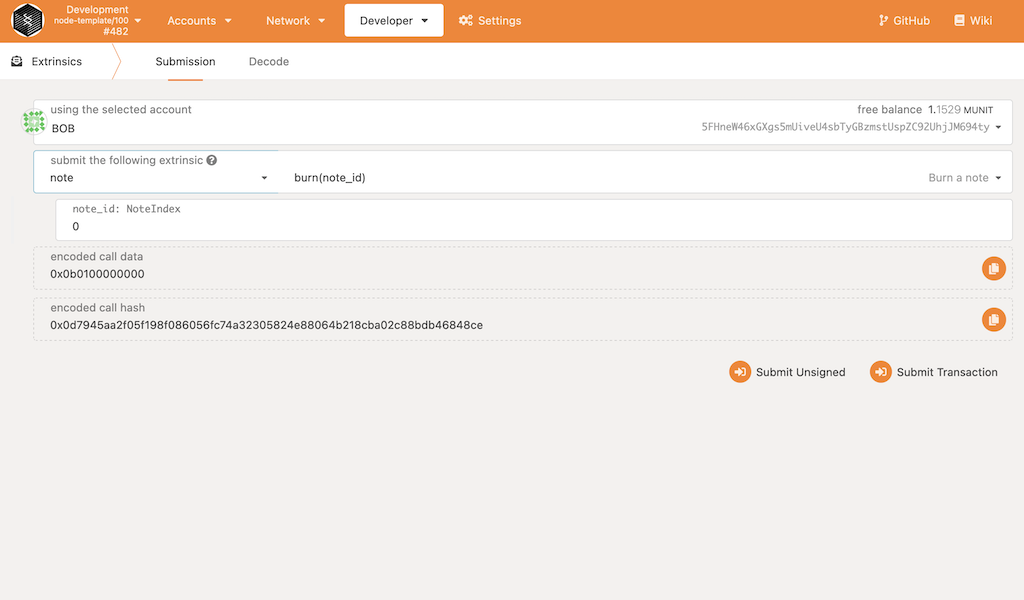 Development
node-template/100
#482
Accounts
Network
Developer
Settings
GitHub
Wiki
Extrinsics
Submission
Decode
using the selected account
BOB
free balance 1.1529 MUNIT
5FHneW46xGXgs5mUiveU4sbTyGBzmstUspZC92UhjJM694ty
submit the following extrinsic
note
burn(note_id)
Burn a note
note_id: NoteIndex
0
encoded call data
0x0b0100000000
encoded call hash
0x0d7945aa2f05f198f086056fc74a32305824e88064b218cba02c88bdb46848ce
Submit Unsigned
Submit Transaction